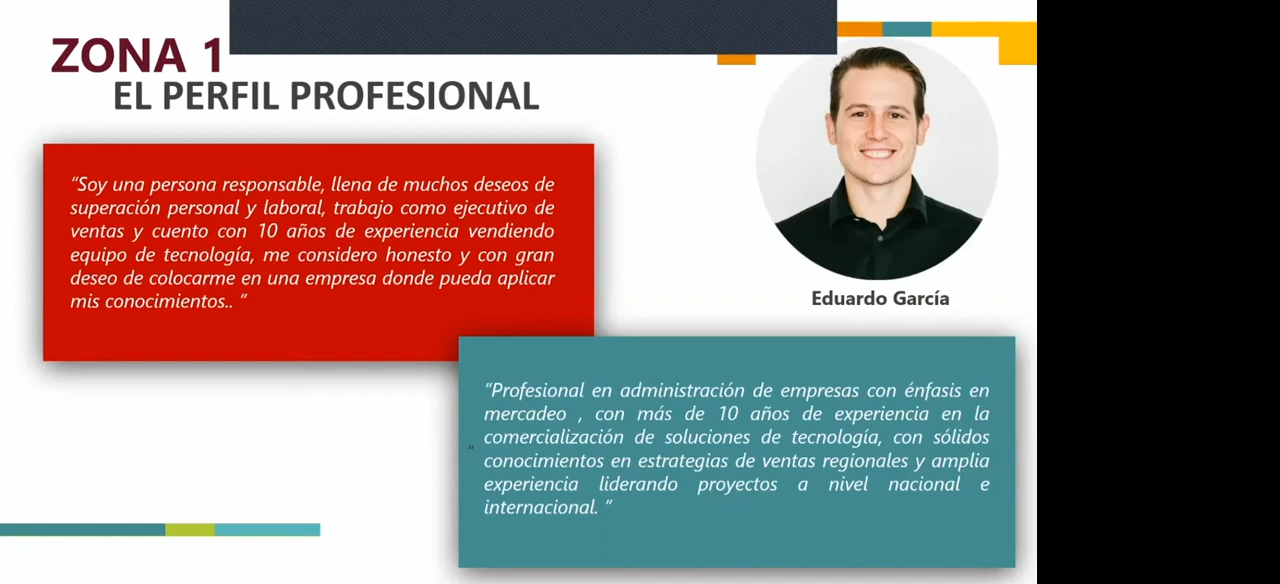 ZONA 1
EL PERFIL PROFESIONAL
“Soy una persona responsable, llena de muchos deseos de
superación personal y laboral, trabajo como ejecutivo de
ventas y cuento con 10 años de experiencia vendiendo
equipo de tecnología, me considero honesto y con gran
deseo de colocarme en una empresa donde pueda aplicar
mis conocimientos.. “
Eduardo García
“Profesional en administración de empresas con énfasis en
mercadeo , con más de 10 años de experiencia en la
comercialización de soluciones de tecnología, con sólidos
conocimientos en estrategias de ventas regionales y amplia
experiencia liderando proyectos a nivel nacional e
internacional. “
”